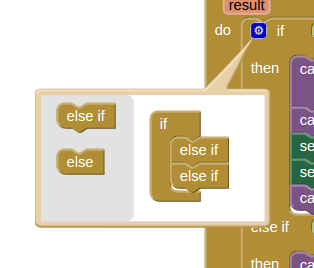 result
do if
then ca
else if
if
ca
else if
se
else
else if
se
ca
else if
then ca